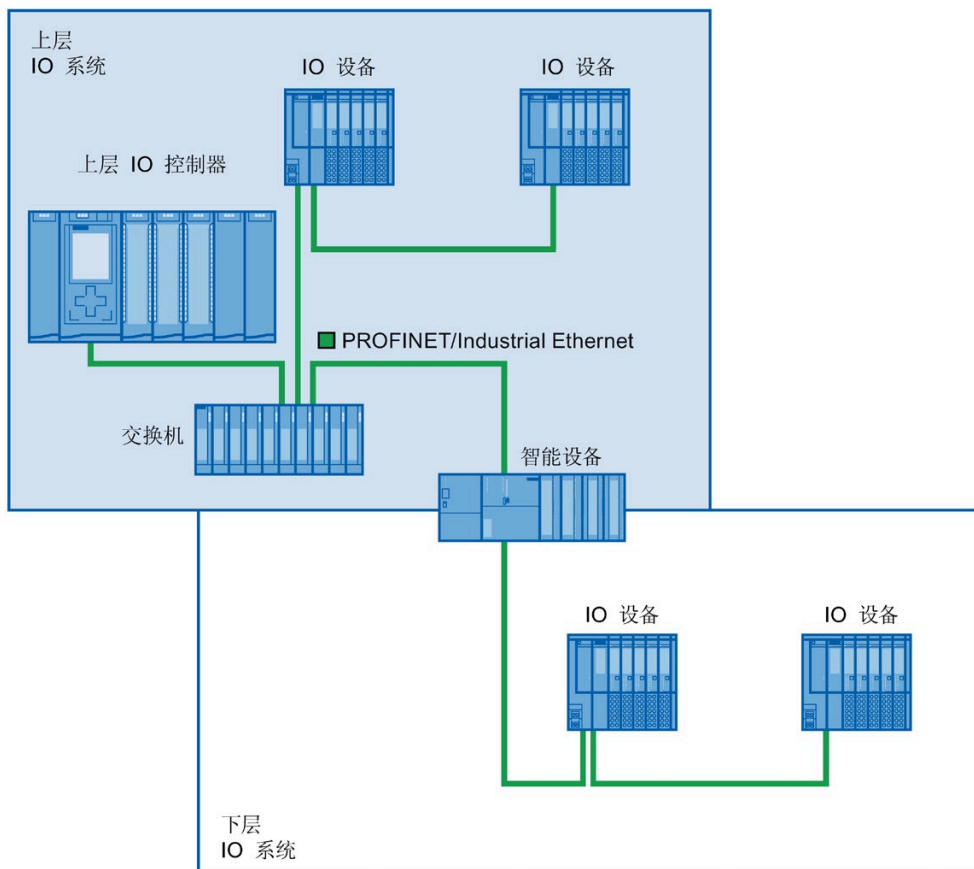 上层
IO 系统
IO 设备
IO 设备
上层 IO 控制器
PROFINET/Industrial Ethernet
交换机
智能设备
IO 设备
IO 设备
下层
IO 系统